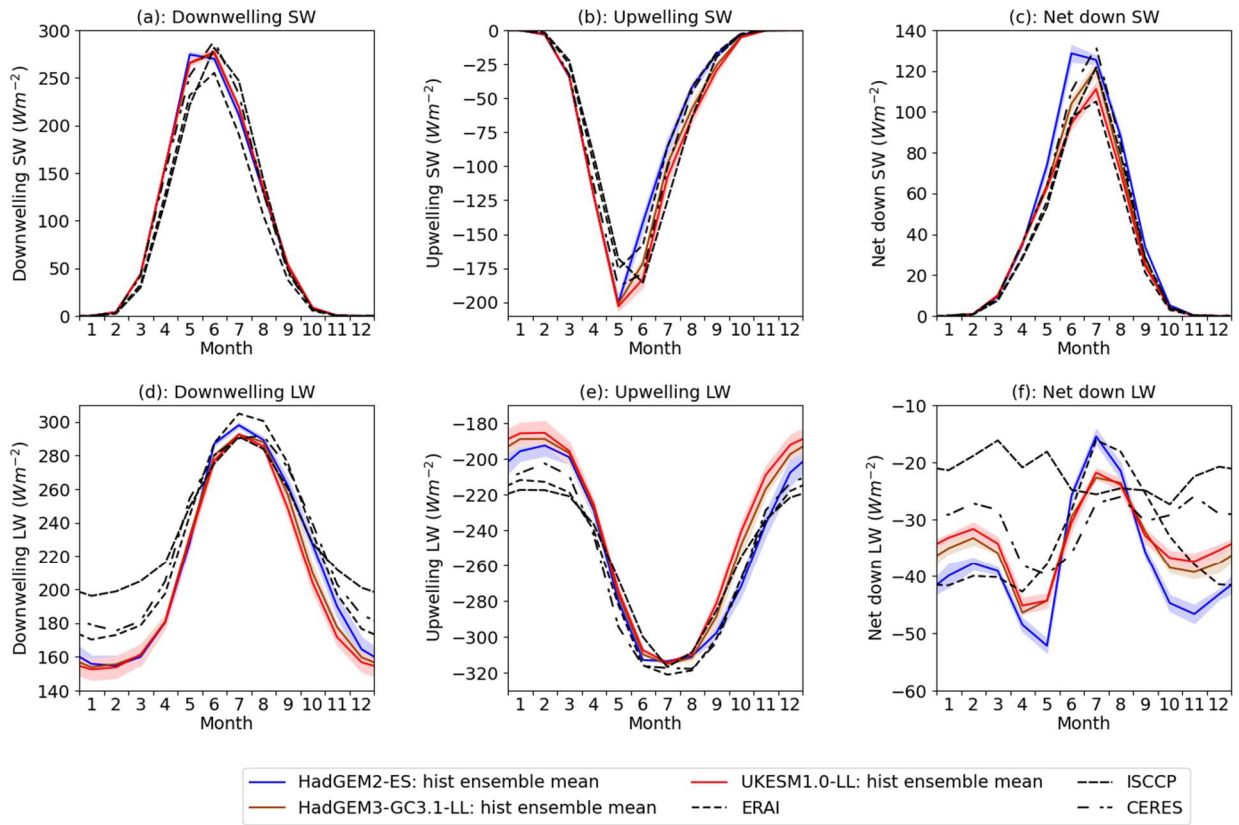 (a): Downwelling SW
(b): Upwelling SW
(c): Net down SW
Downwelling SW (Wm⁻²)
300
250
200
150
100
50
0
1 2 3 4 5 6 7 8 9 10 11 12
Month
Upwelling SW (Wm⁻²)
0
−25
−50
−75
−100
−125
−150
−175
−200
1 2 3 4 5 6 7 8 9 10 11 12
Month
Net down SW (Wm⁻²)
140
120
100
80
60
40
20
0
1 2 3 4 5 6 7 8 9 10 11 12
Month
(d): Downwelling LW
(e): Upwelling LW
(f): Net down LW
Downwelling LW (Wm⁻²)
300
280
260
240
220
200
180
160
140
1 2 3 4 5 6 7 8 9 10 11 12
Month
Upwelling LW (Wm⁻²)
−180
−200
−220
−240
−260
−280
−300
−320
1 2 3 4 5 6 7 8 9 10 11 12
Month
Net down LW (Wm⁻²)
−10
−20
−30
−40
−50
−60
1 2 3 4 5 6 7 8 9 10 11 12
Month
HadGEM2-ES: hist ensemble mean
HadGEM3-GC3.1-LL: hist ensemble mean
UKESM1.0-LL: hist ensemble mean
ERAI
ISCCP
CERES